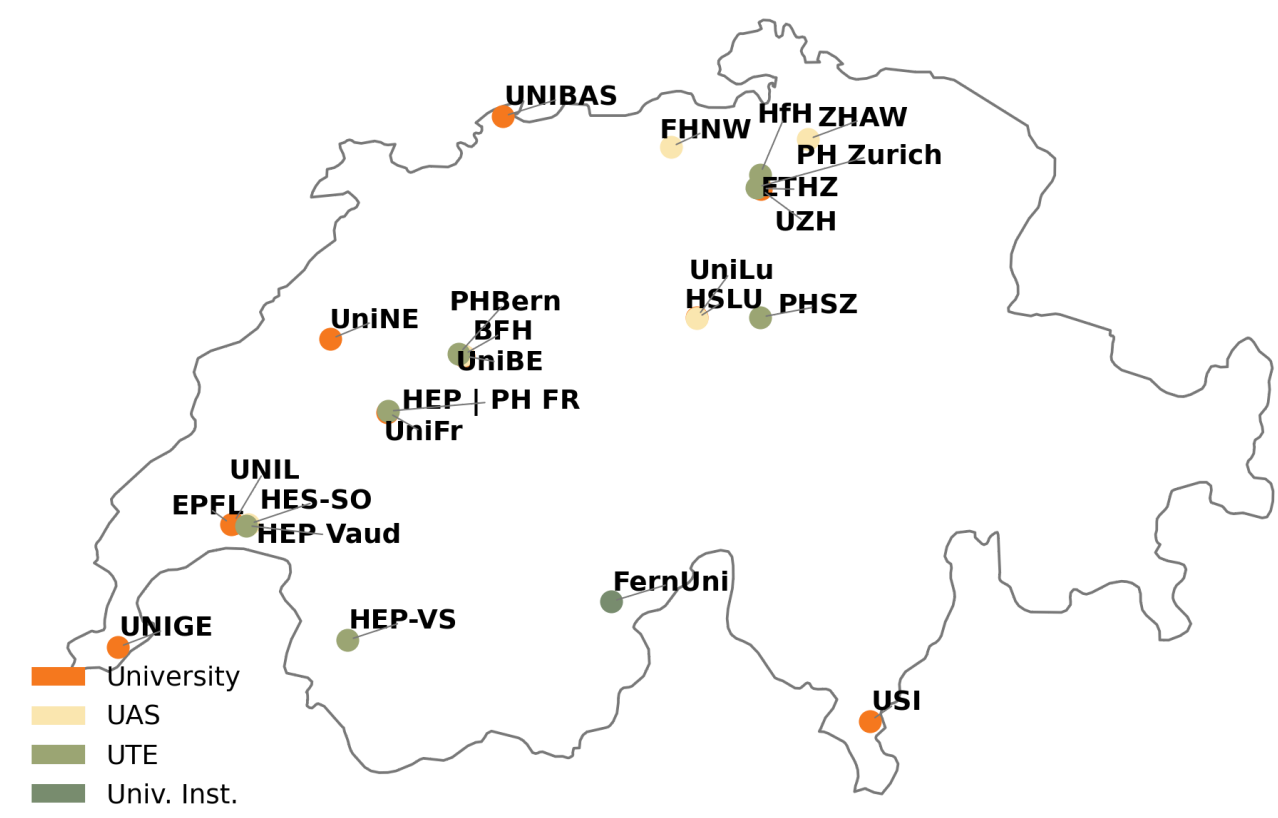 UNIBAS
HfH
ZHAW
FHNW
PH Zurich
ETHZ
UZH
UniLu
HSLU
PHSZ
PHBern
UniNE
BFH
UniBE
HEP | PH FR
UniFr
UNIL
HES-SO
EPFL
HEP Vaud
FernUni
HEP-VS
UNIGE
USI
University
UAS
UTE
Univ. Inst.